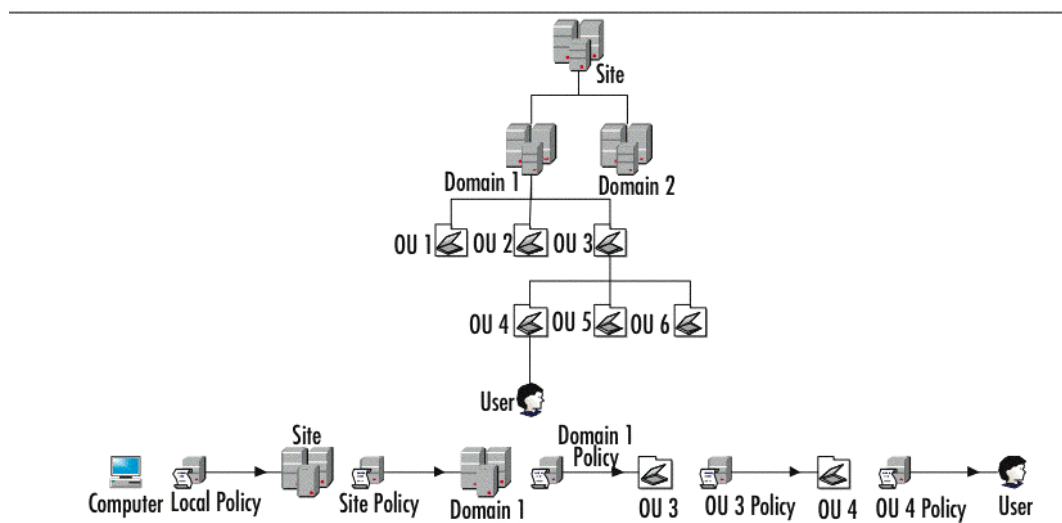 Site
Domain 1
Domain 2
OU 1
OU 2
OU 3
OU 4
OU 5
OU 6
User
Computer
Local Policy
Site
Site Policy
Domain 1
Domain 1
Policy
OU 3
OU 3 Policy
OU 4
OU 4 Policy
User